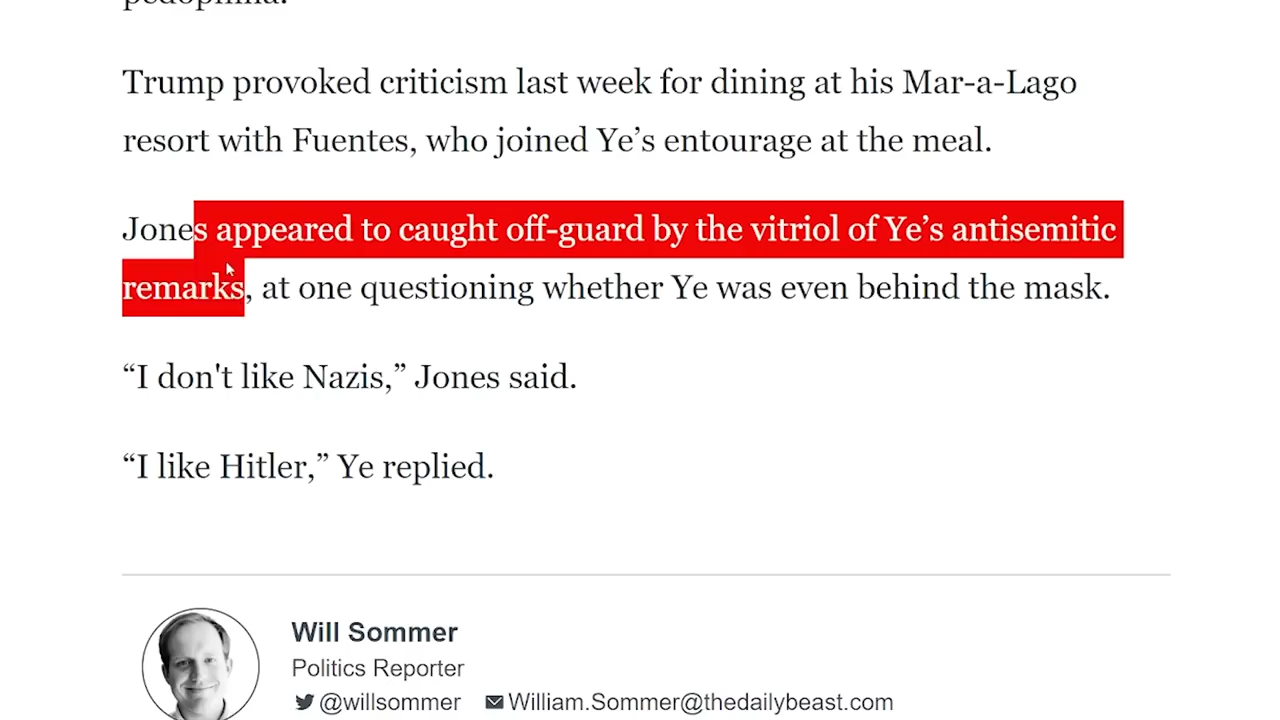 pedophilia.
Trump provoked criticism last week for dining at his Mar-a-Lago
resort with Fuentes, who joined Ye’s entourage at the meal.
Jones appeared to caught off-guard by the vitriol of Ye’s antisemitic
remarks, at one questioning whether Ye was even behind the mask.
“I don't like Nazis,” Jones said.
“I like Hitler,” Ye replied.
Will Sommer
Politics Reporter
@willsommer William.Sommer@thedailybeast.com